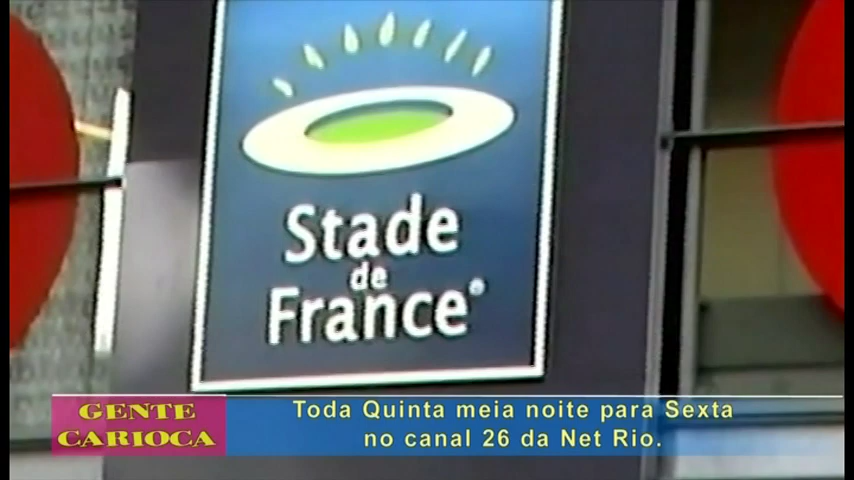 Stade
de
France®
GENTE
CARIOCA
Toda Quinta meia noite para Sexta
no canal 26 da Net Rio.